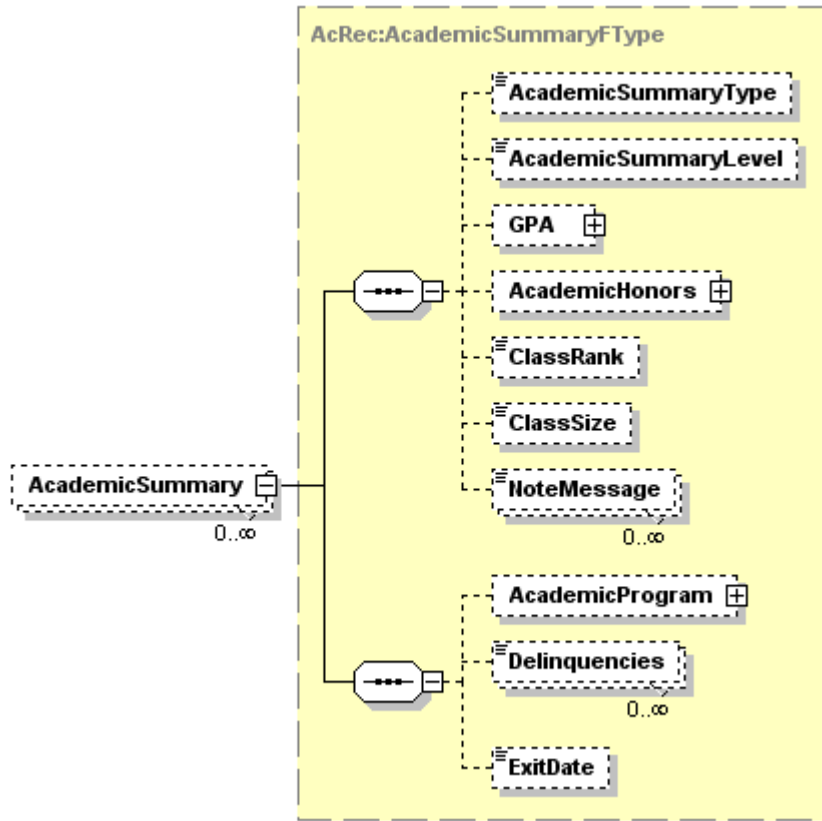 AcRec:AcademicSummaryFType
AcademicSummaryType
AcademicSummaryLevel
GPA
AcademicHonors
ClassRank
ClassSize
NoteMessage
0..∞
AcademicSummary
0..∞
AcademicProgram
Delinquencies
0..∞
ExitDate